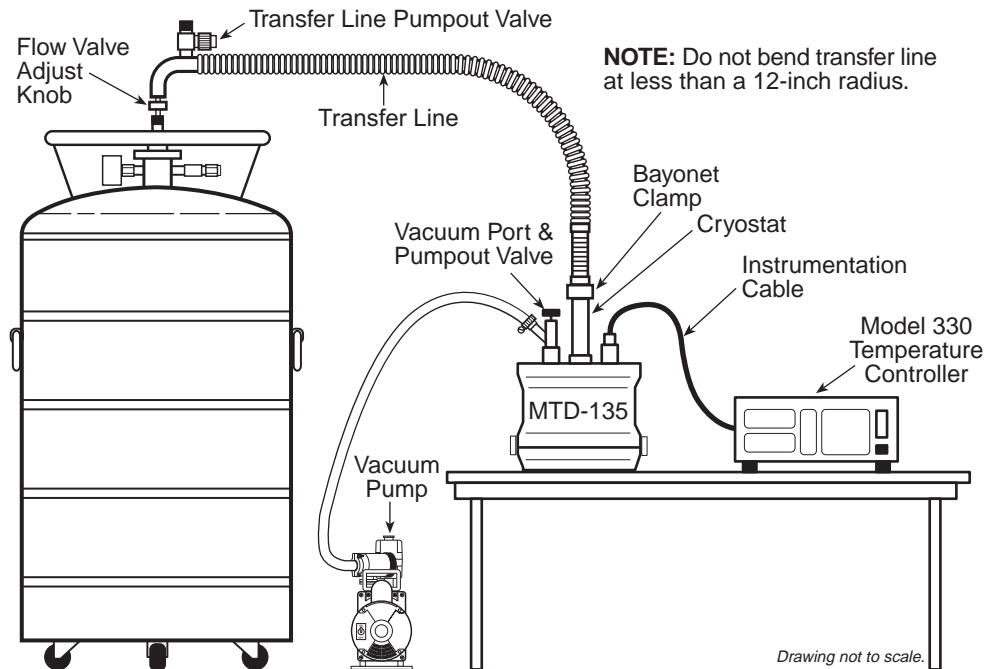 Transfer Line Pumpout Valve
Flow Valve
Adjust
Knob
NOTE: Do not bend transfer line
at less than a 12-inch radius.
Transfer Line
Bayonet
Clamp
Cryostat
Vacuum Port &
Pumpout Valve
Instrumentation
Cable
Model 330
Temperature
Controller
MTD-135
Vacuum
Pump
Drawing not to scale.